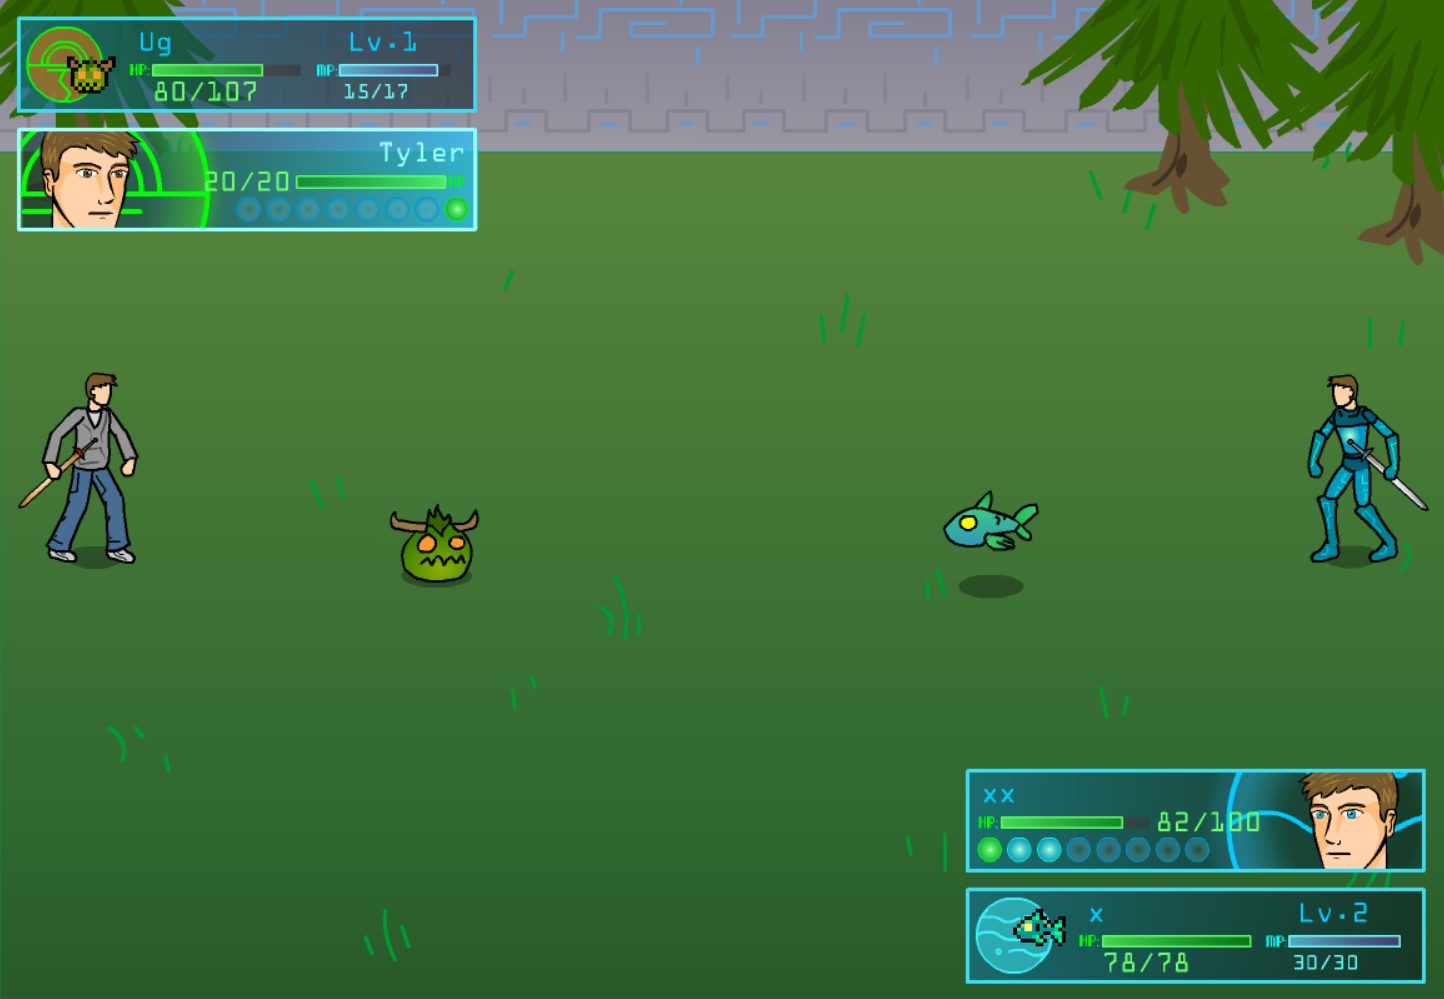 Ug Lv.1
HP: MP:
80/107 15/17
Tyler
20/20 HP
xx
HP: 82/100
x Lv.2
HP: MP:
78/78 30/30